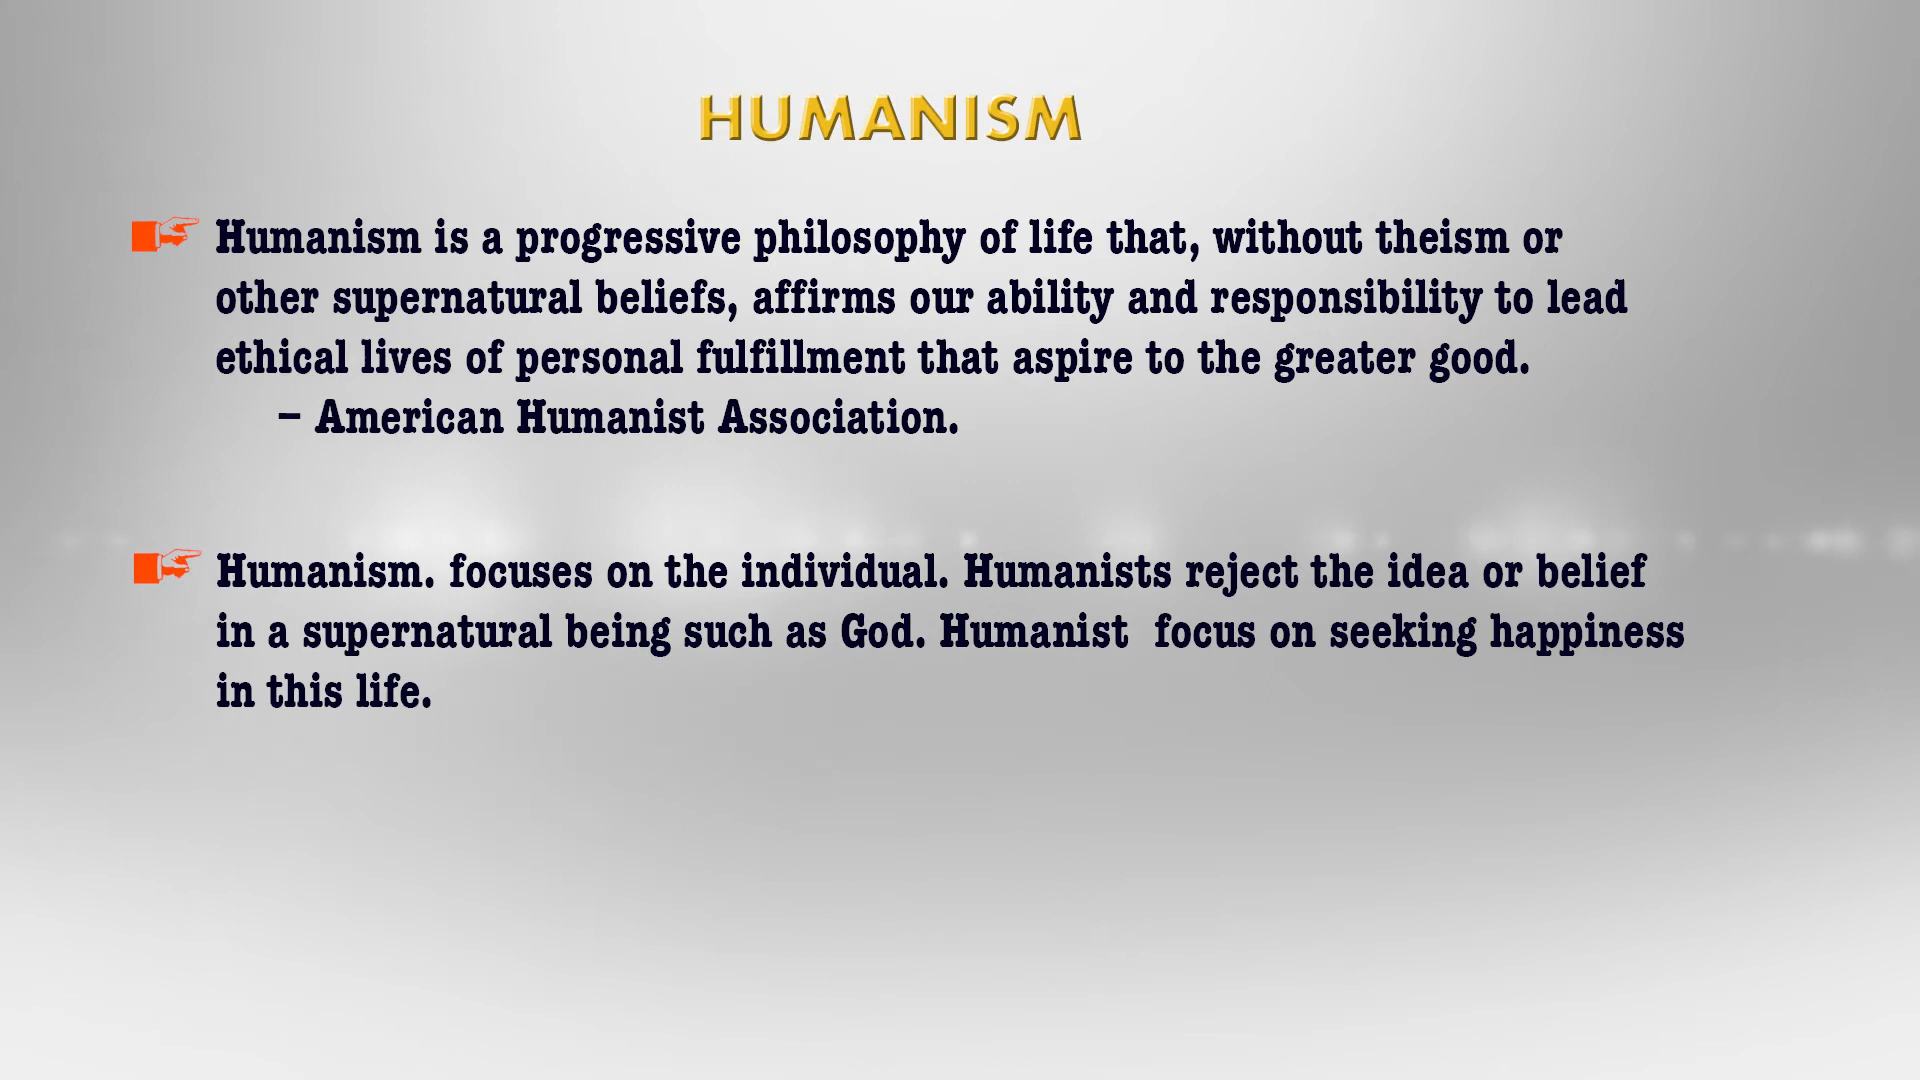 HUMANISM
Humanism is a progressive philosophy of life that, without theism or
other supernatural beliefs, affirms our ability and responsibility to lead
ethical lives of personal fulfillment that aspire to the greater good.
– American Humanist Association.
Humanism. focuses on the individual. Humanists reject the idea or belief
in a supernatural being such as God. Humanist  focus on seeking happiness
in this life.